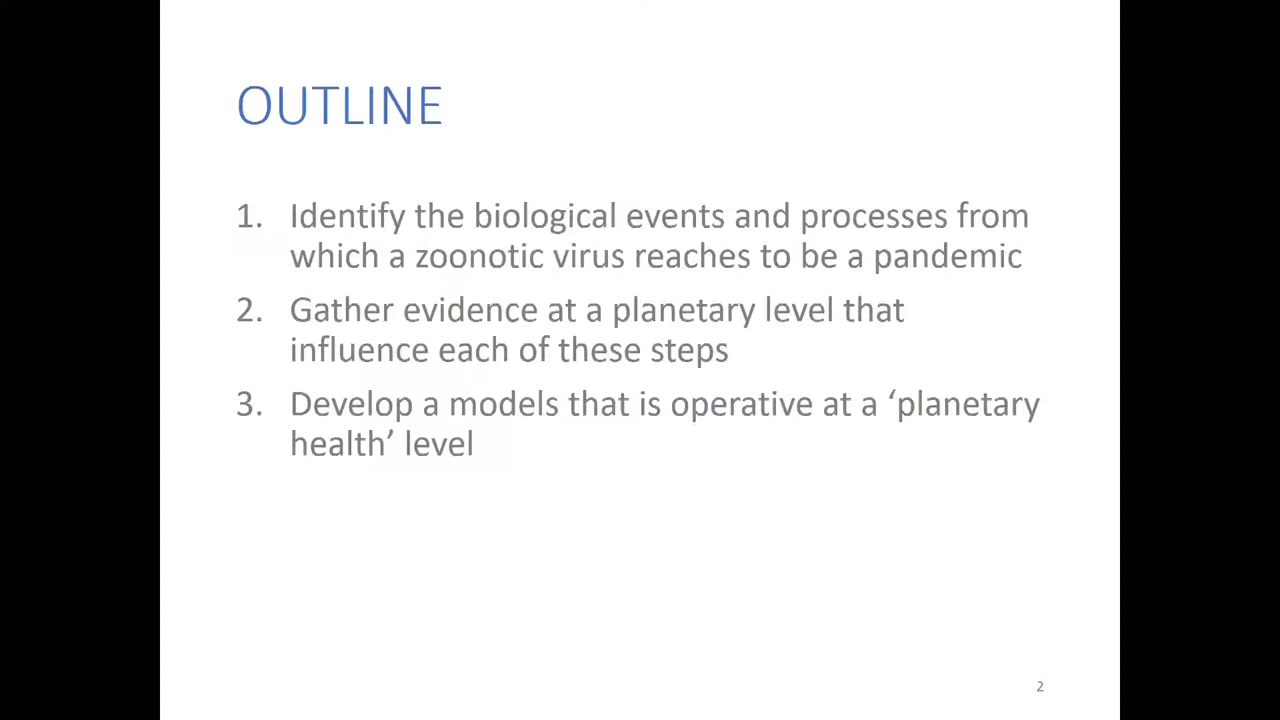 OUTLINE
1. Identify the biological events and processes from
which a zoonotic virus reaches to be a pandemic
2. Gather evidence at a planetary level that
influence each of these steps
3. Develop a models that is operative at a ‘planetary
health’ level
2